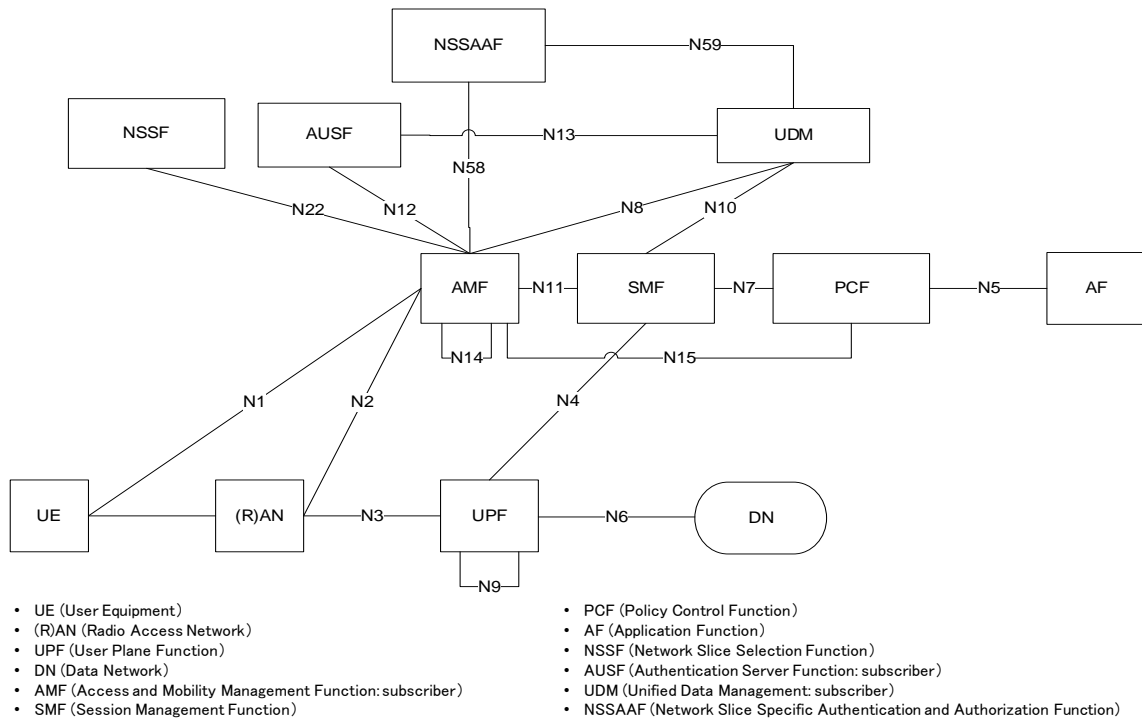 NSSAAF
N59
NSSF
AUSF
N13
UDM
N58
N22
N12
N8
N10
AMF
N11
SMF
N7
PCF
N5
AF
N14
N15
N1
N2
N4
UE
(R)AN
N3
UPF
N6
DN
N9
• UE (User Equipment)
• (R)AN (Radio Access Network)
• UPF (User Plane Function)
• DN (Data Network)
• AMF (Access and Mobility Management Function: subscriber)
• SMF (Session Management Function)
• PCF (Policy Control Function)
• AF (Application Function)
• NSSF (Network Slice Selection Function)
• AUSF (Authentication Server Function: subscriber)
• UDM (Unified Data Management: subscriber)
• NSSAAF (Network Slice Specific Authentication and Authorization Function)